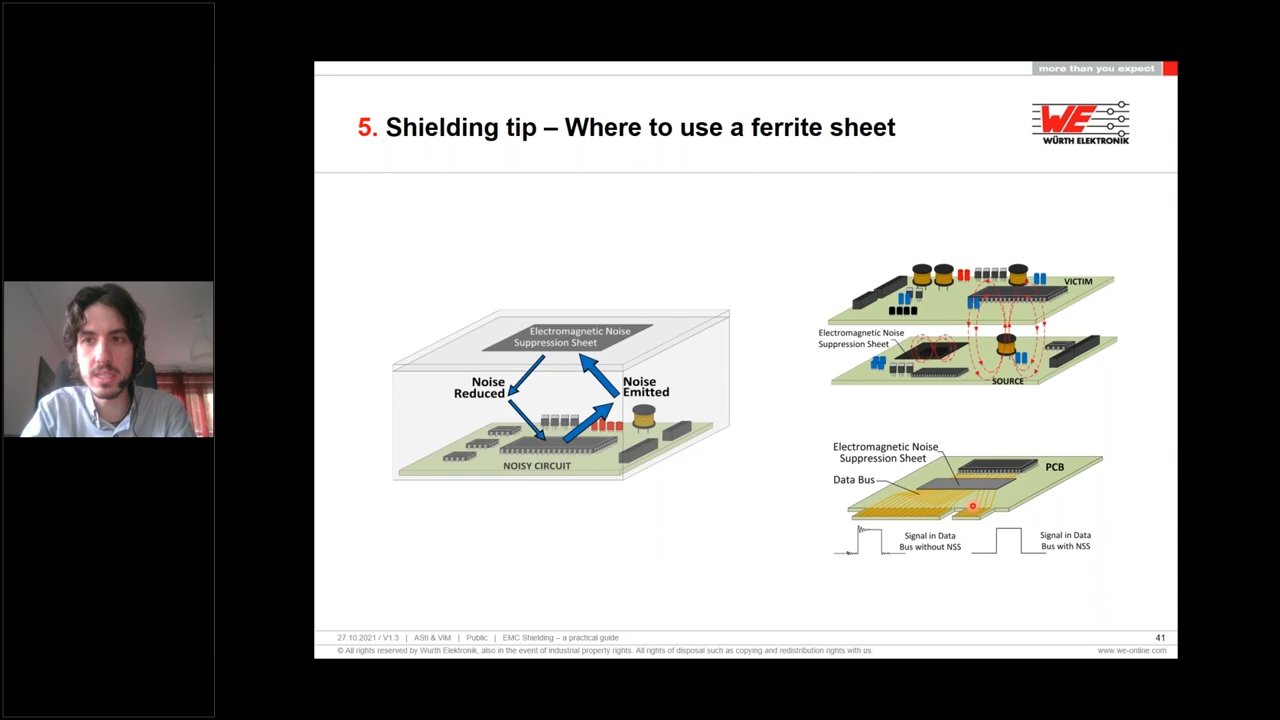 more than you expect
5. Shielding tip – Where to use a ferrite sheet
WE
WÜRTH ELEKTRONIK
Electromagnetic Noise
Suppression Sheet
Noise
Reduced
Noise
Emitted
NOISY CIRCUIT
VICTIM
Electromagnetic Noise
Suppression Sheet
SOURCE
Electromagnetic Noise
Suppression Sheet
PCB
Data Bus
Signal in Data
Bus without NSS
Signal in Data
Bus with NSS
27.10.2021 / V1.3 | ASti & ViM | Public | EMC Shielding – a practical guide
41
© All rights reserved by Wurth Elektronik, also in the event of industrial property rights. All rights of disposal such as copying and redistribution rights with us.
www.we-online.com